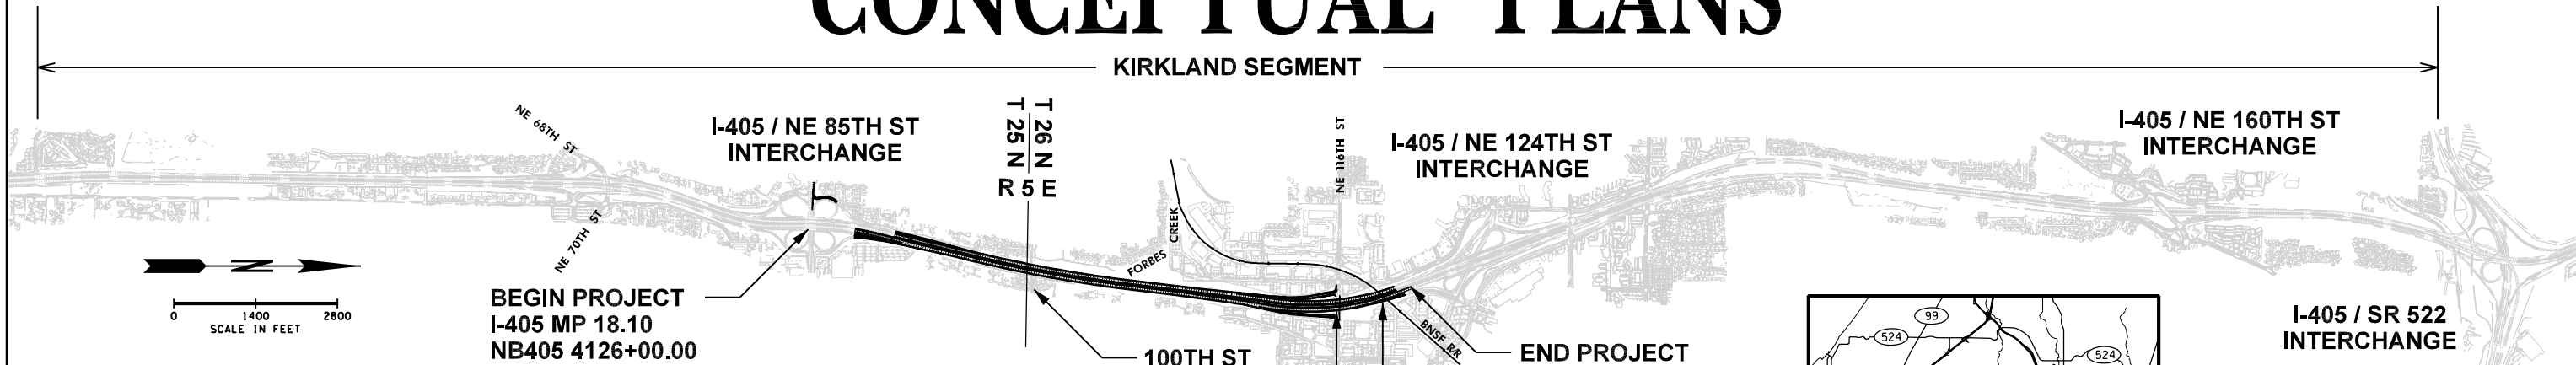 CONCEPTUAL PLANS
KIRKLAND SEGMENT
NE 68TH ST
I-405 / NE 85TH ST
INTERCHANGE
T 26 N
T 25 N
R 5 E
NE 116TH ST
I-405 / NE 124TH ST
INTERCHANGE
I-405 / NE 160TH ST
INTERCHANGE
NE 70TH ST
FORBES CREEK
N
0 1400 2800
SCALE IN FEET
BEGIN PROJECT
I-405 MP 18.10
NB405 4126+00.00
100TH ST
BNSF R/R
END PROJECT
99
524
524
I-405 / SR 522
INTERCHANGE